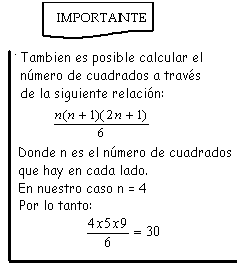 IMPORTANTE
Tambien es posible calcular el
número de cuadrados a través
de la siguiente relación:
n(n+1)(2n+1)
6
Donde n es el número de cuadrados
que hay en cada lado.
En nuestro caso n = 4
Por lo tanto:
4x5x9
6
= 30